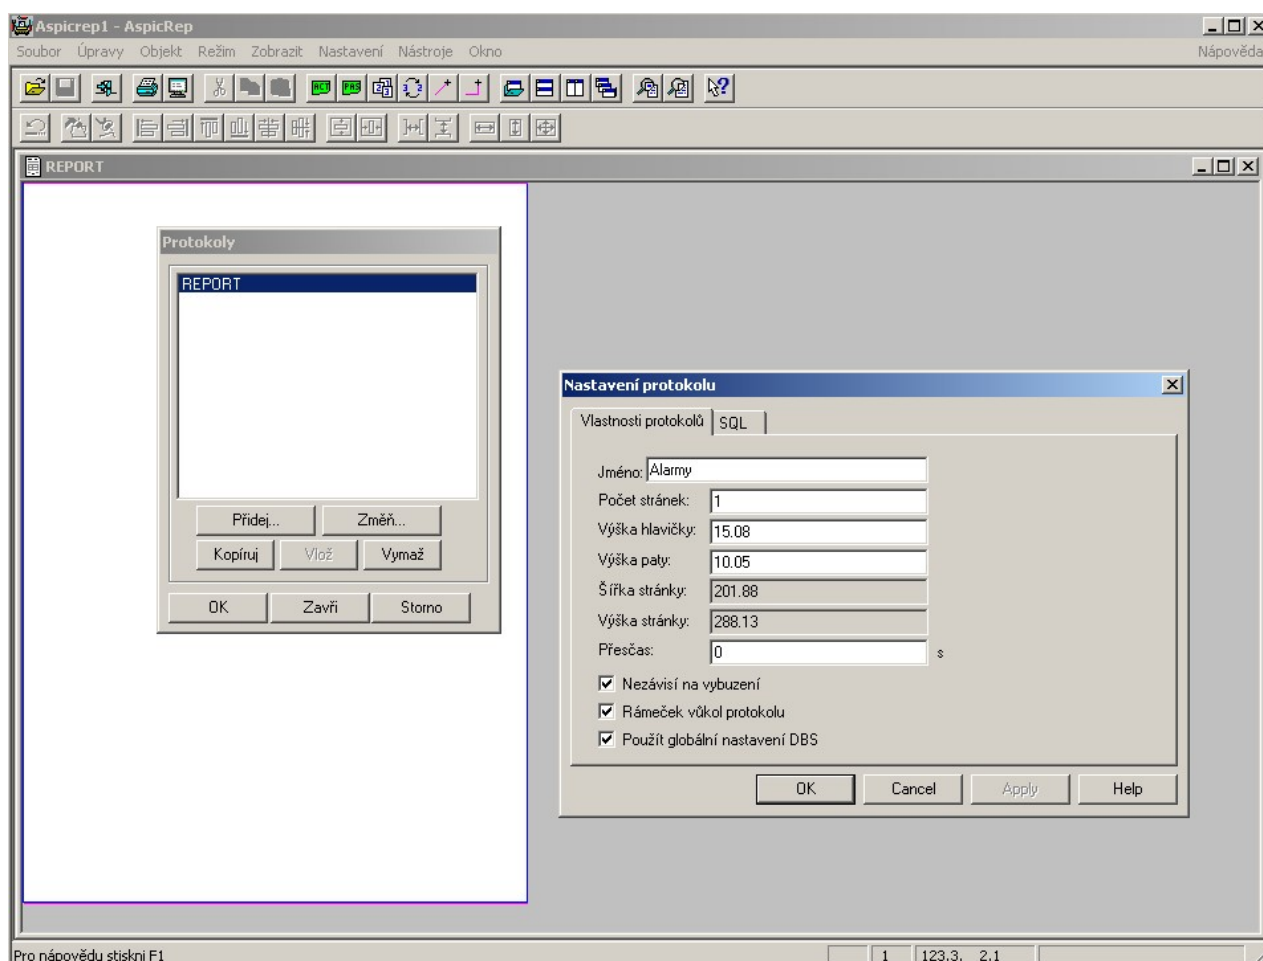 Aspicrep1 - AspicRep
Soubor Úpravy Objekt Režim Zobrazit Nastavení Nástroje Okno Nápověda
ACT PAS
REPORT
Protokoly
REPORT
Přidej... Změň...
Kopíruj Vlož Vymaž
OK Zavři Storno
Nastavení protokolu
Vlastnosti protokolů SQL
Jméno: Alarmy
Počet stránek: 1
Výška hlavičky: 15.08
Výška paty: 10.05
Šířka stránky: 201.88
Výška stránky: 288.13
Přesčas: 0 s
Nezávisí na vybuzení
Rámeček vůkol protokolu
Použít globální nastavení DBS
OK Cancel Apply Help
Pro nápovědu stiskni F1 1 123.3, 2.1